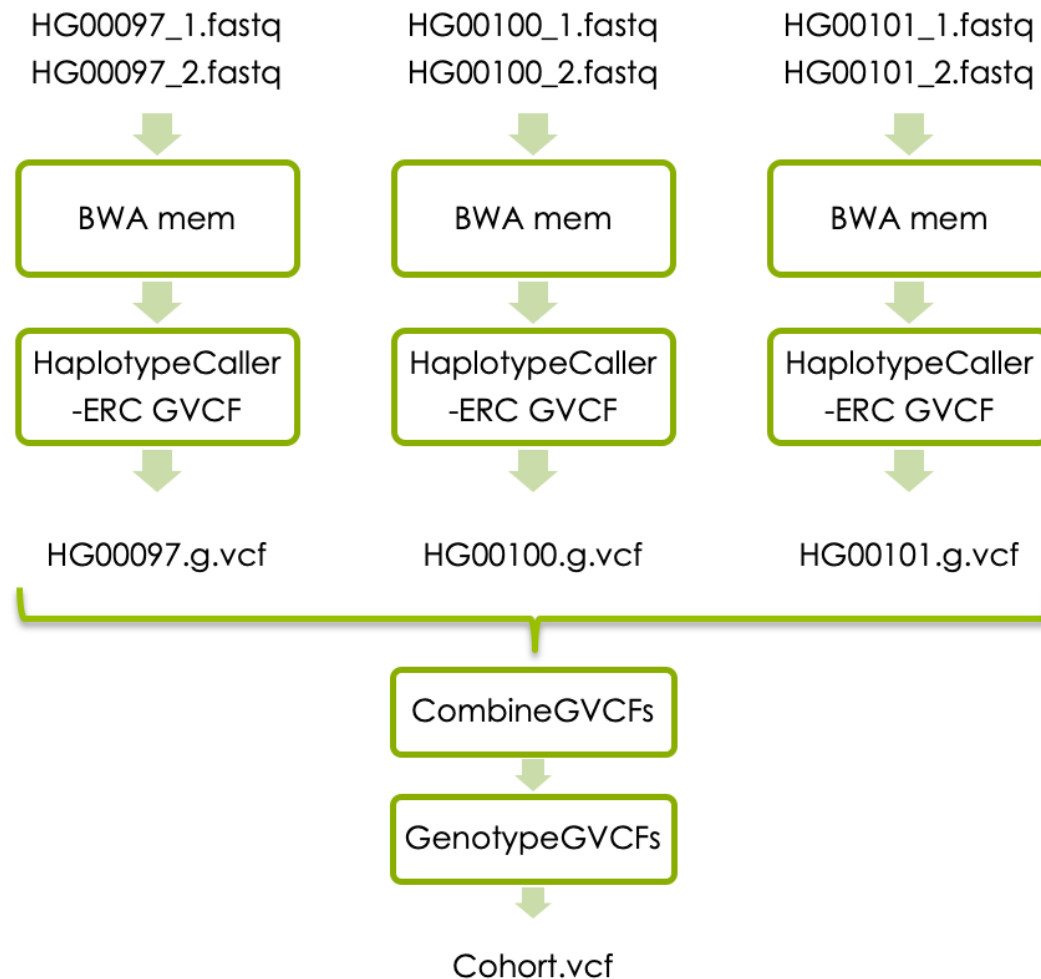 HG00097_1.fastq
HG00097_2.fastq
HG00100_1.fastq
HG00100_2.fastq
HG00101_1.fastq
HG00101_2.fastq
BWA mem
BWA mem
BWA mem
HaplotypeCaller
-ERC GVCF
HaplotypeCaller
-ERC GVCF
HaplotypeCaller
-ERC GVCF
HG00097.g.vcf
HG00100.g.vcf
HG00101.g.vcf
CombineGVCFs
GenotypeGVCFs
Cohort.vcf